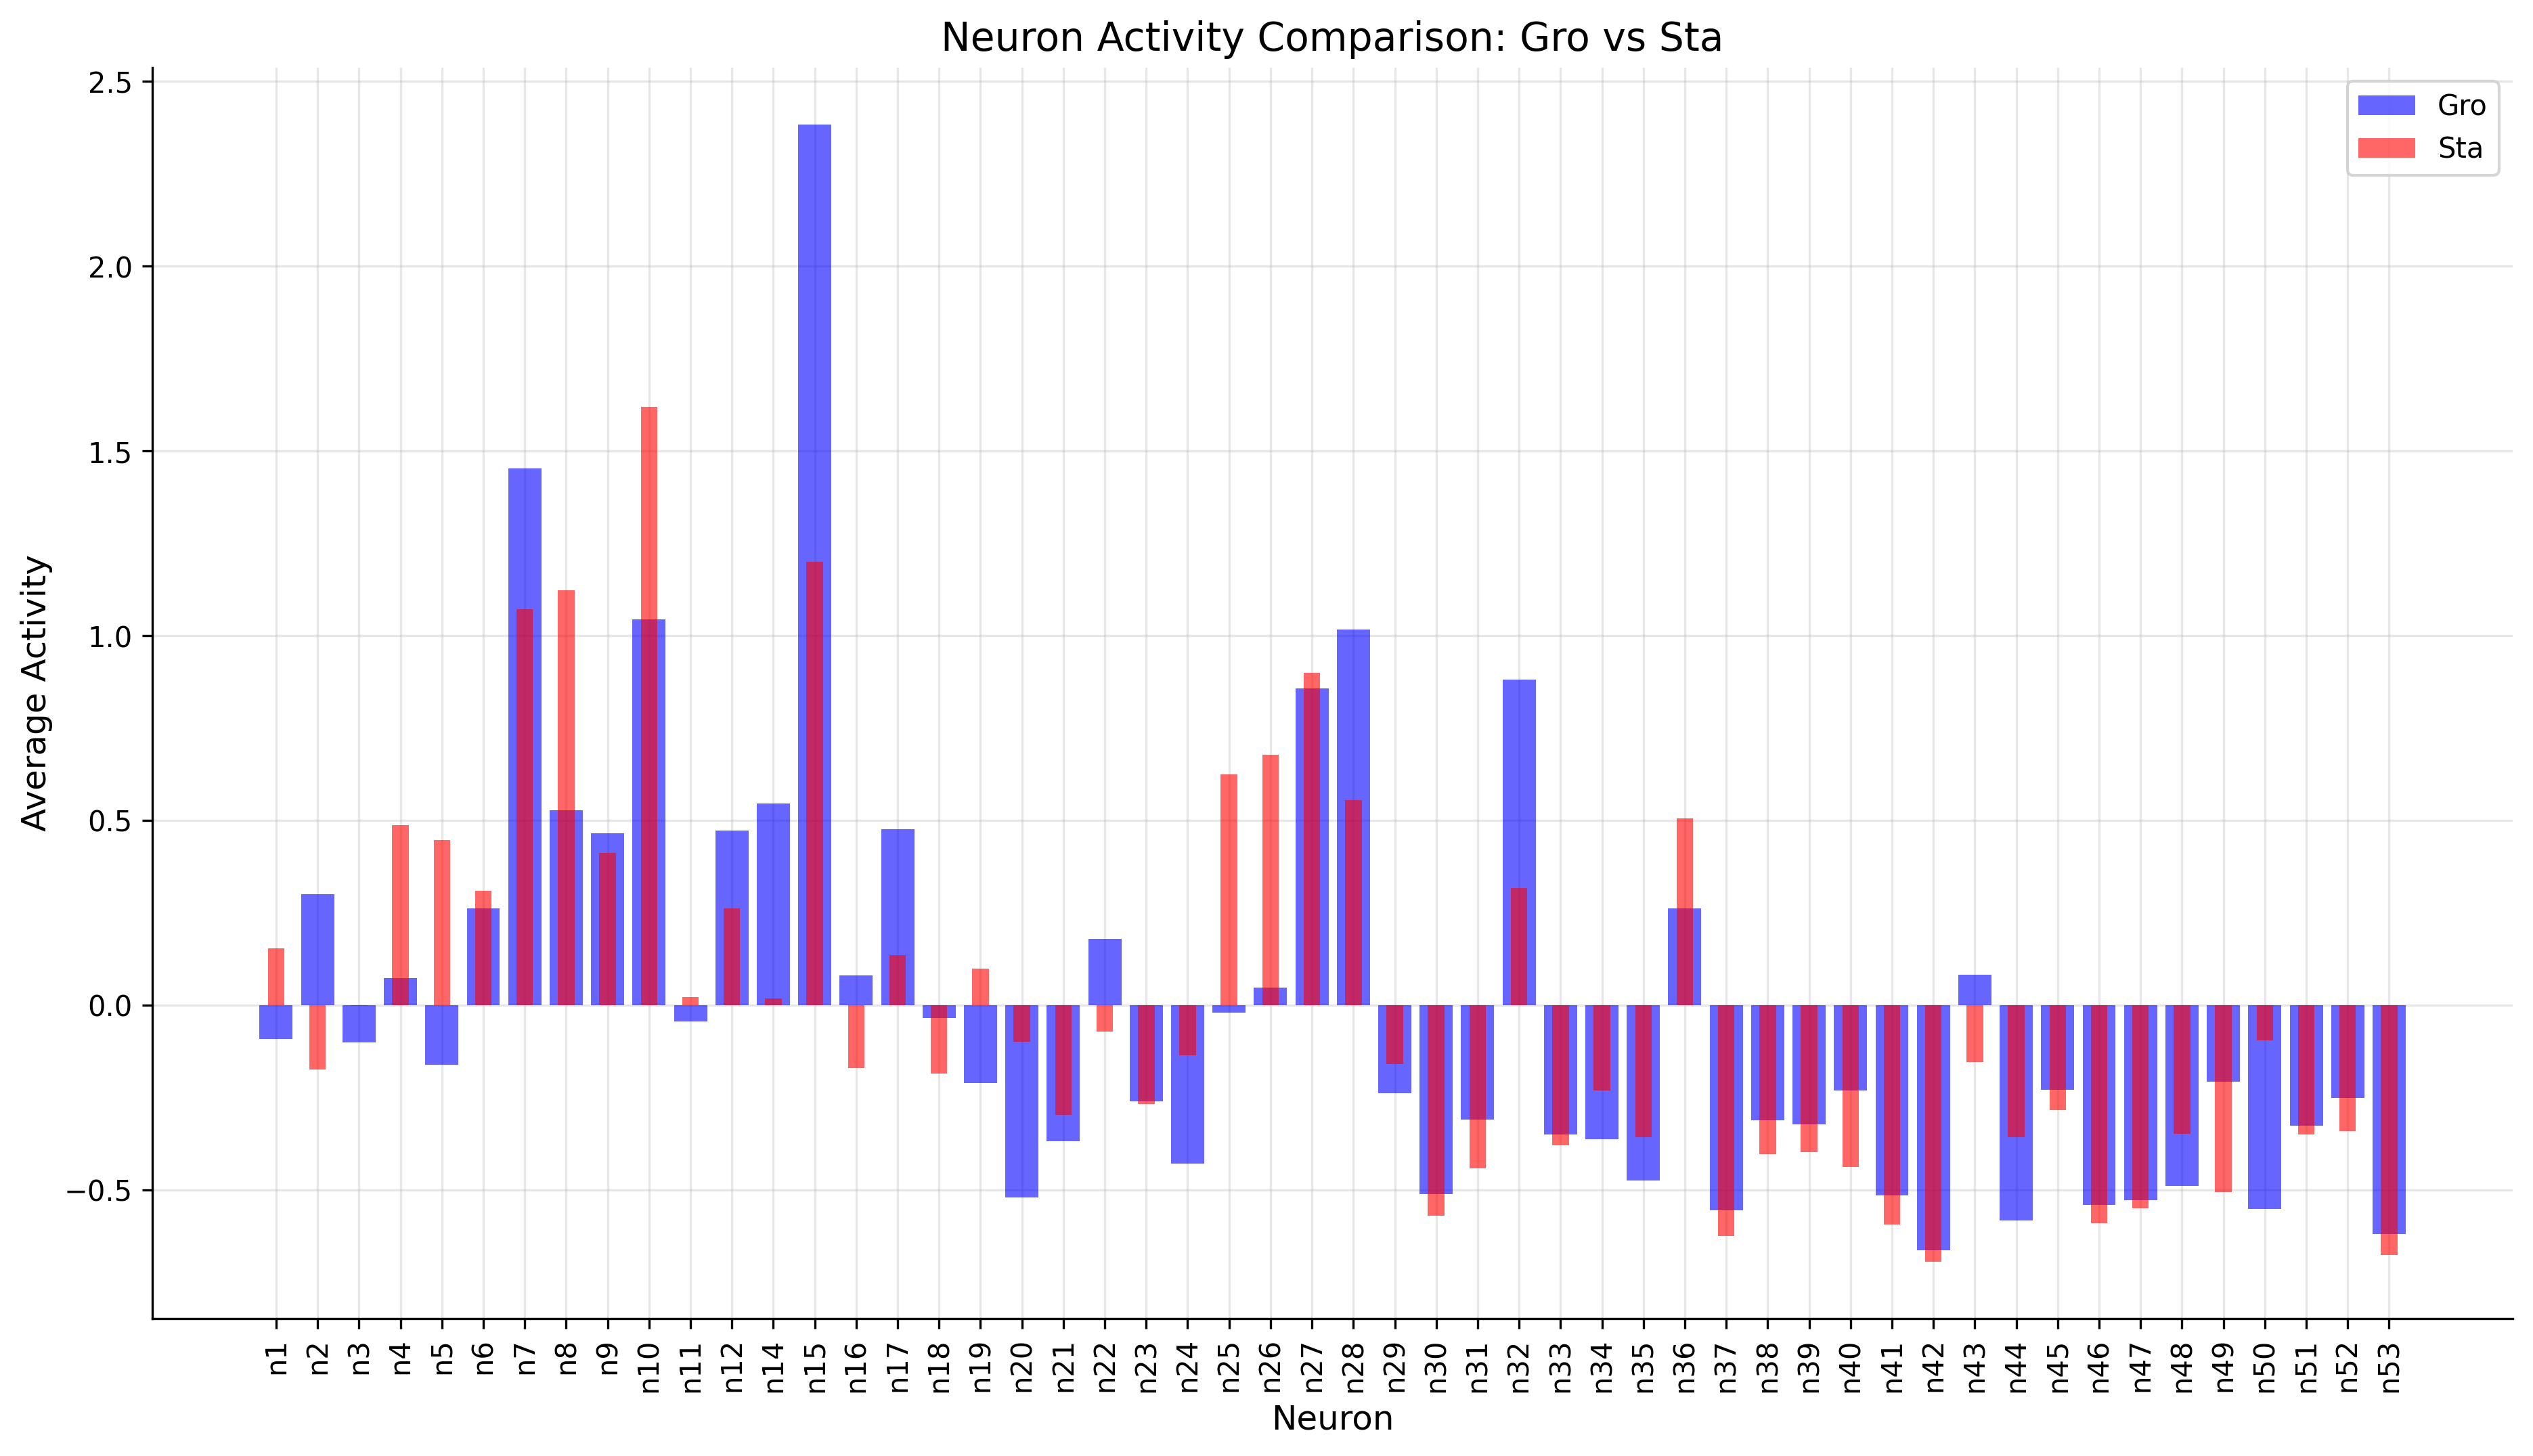 Neuron Activity Comparison: Gro vs Sta
Gro
Sta
Average Activity
2.5
2.0
1.5
1.0
0.5
0.0
−0.5
n1 n2 n3 n4 n5 n6 n7 n8 n9 n10 n11 n12 n14 n15 n16 n17 n18 n19 n20 n21 n22 n23 n24 n25 n26 n27 n28 n29 n30 n31 n32 n33 n34 n35 n36 n37 n38 n39 n40 n41 n42 n43 n44 n45 n46 n47 n48 n49 n50 n51 n52 n53
Neuron